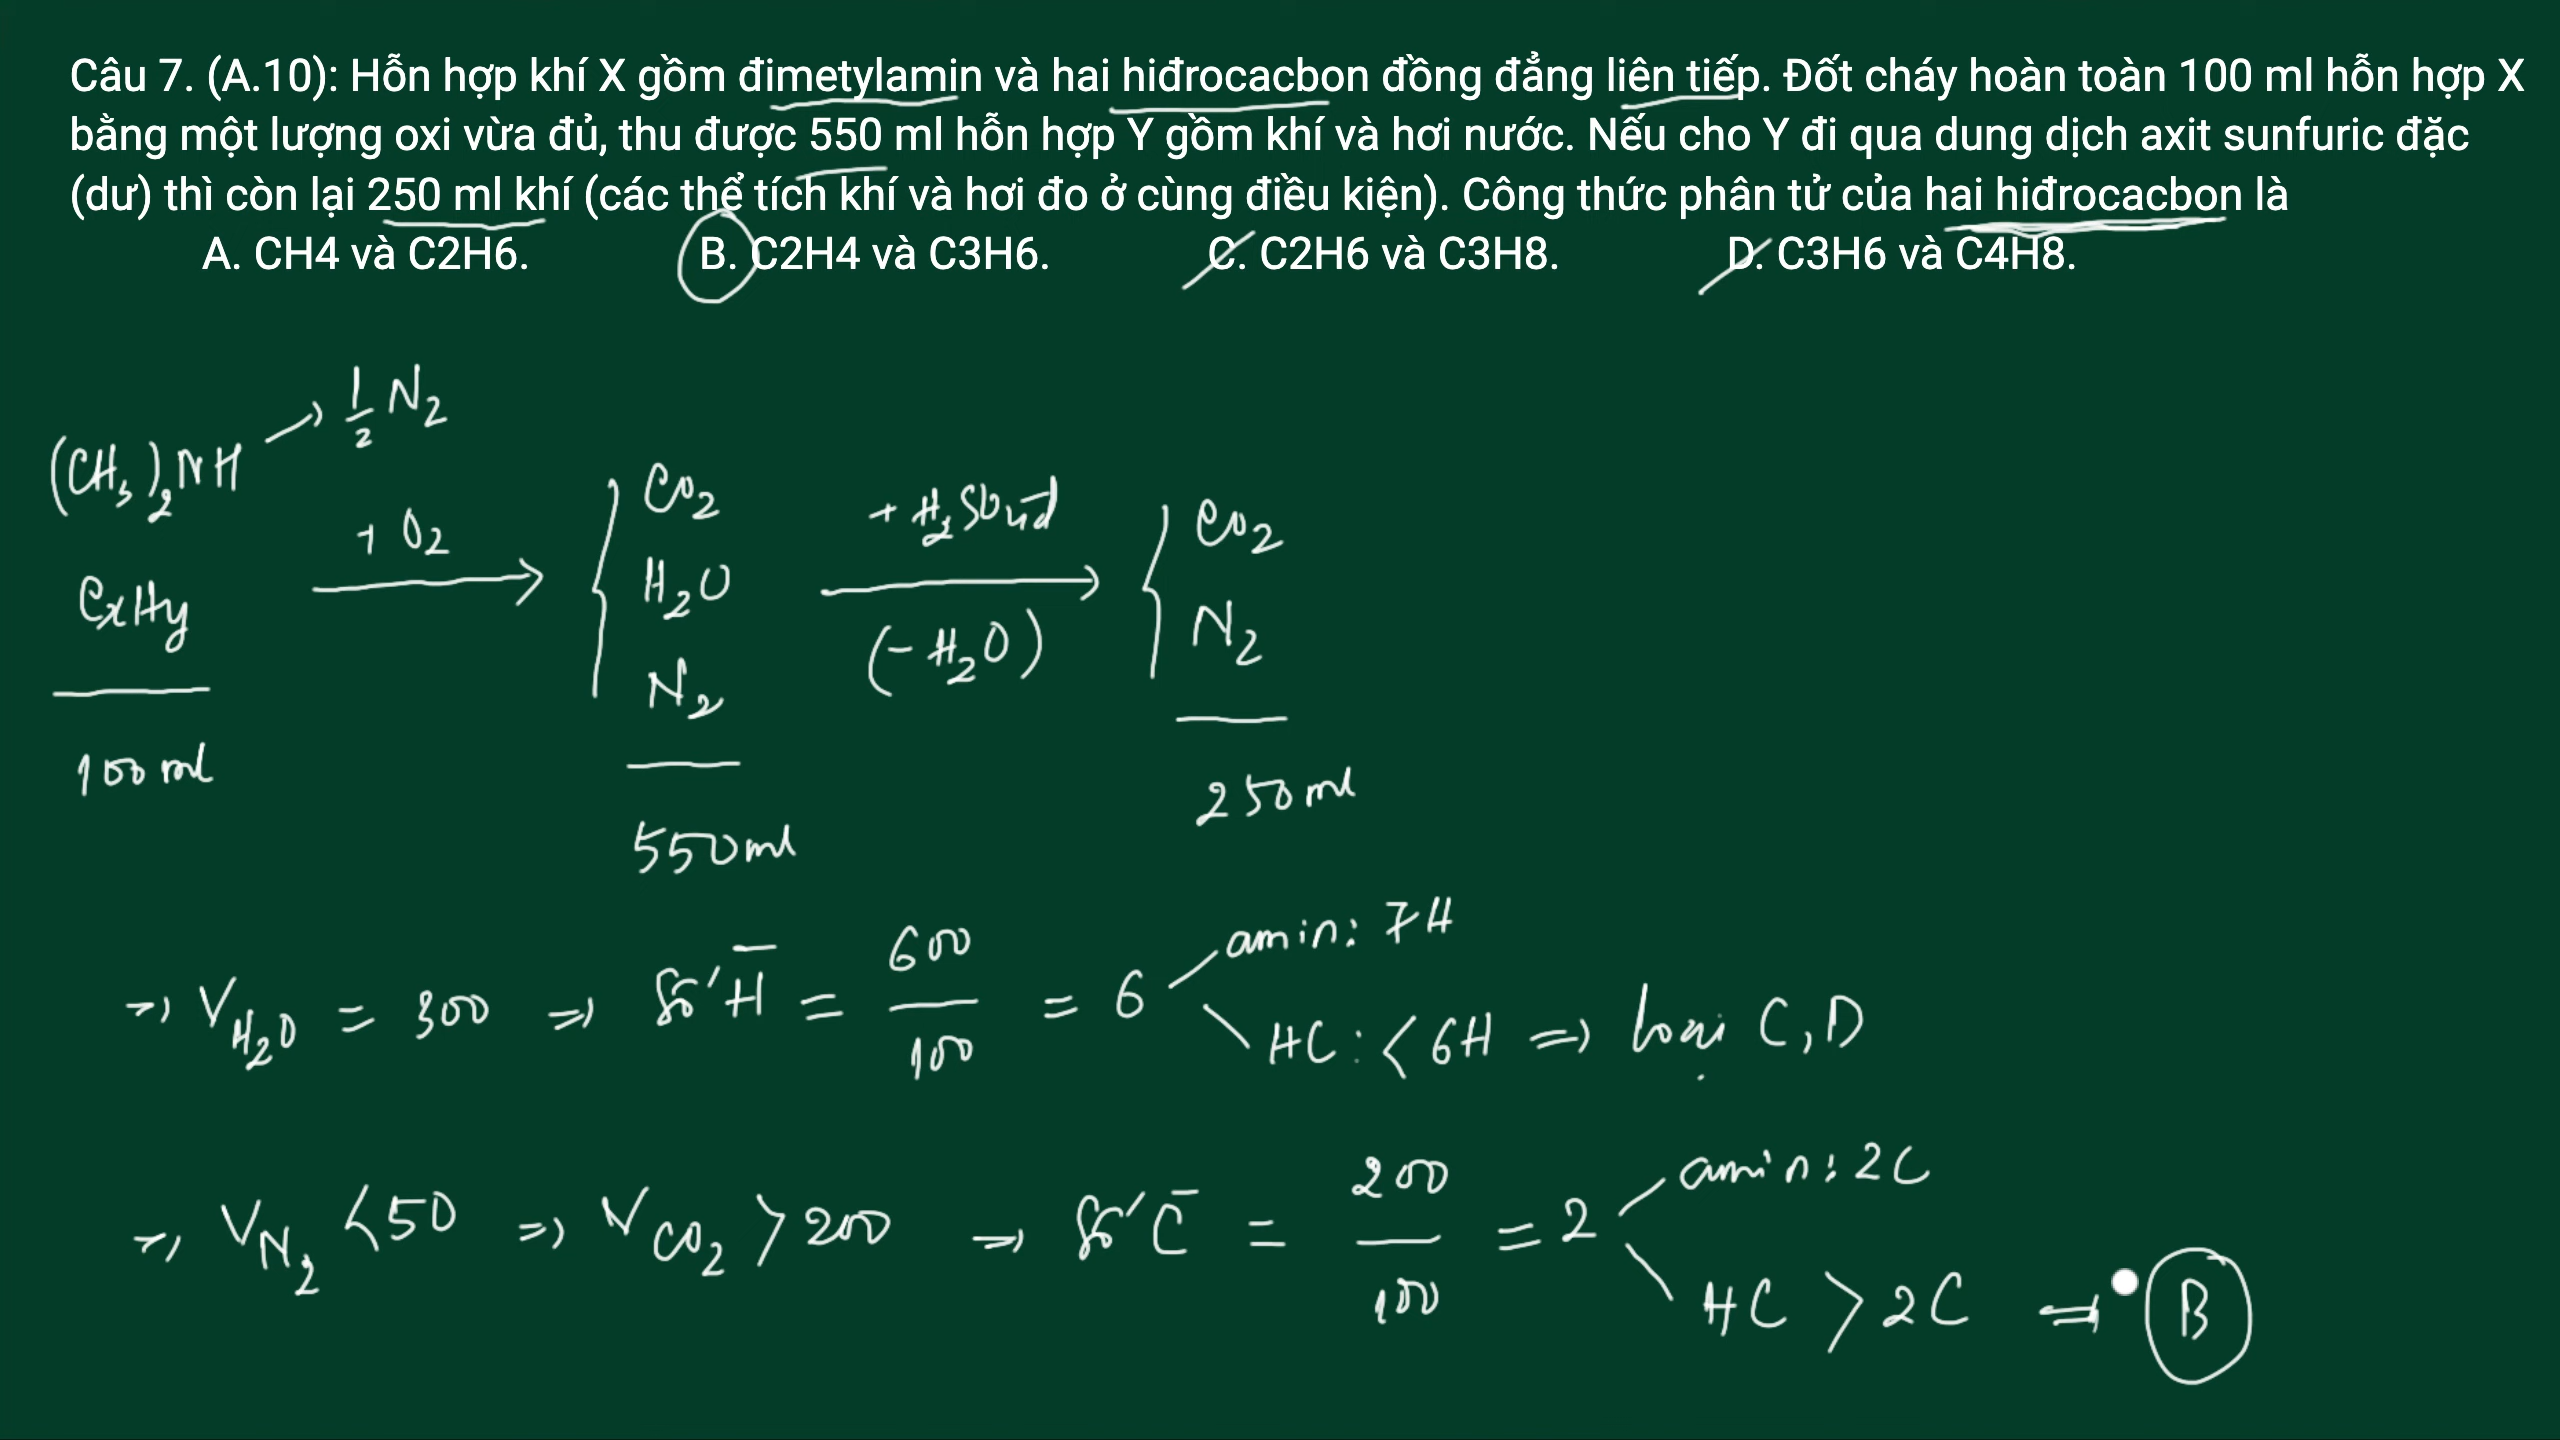 Câu 7. (A.10): Hỗn hợp khí X gồm đimetylamin và hai hiđrocacbon đồng đẳng liên tiếp. Đốt cháy hoàn toàn 100 ml hỗn hợp X
bằng một lượng oxi vừa đủ, thu được 550 ml hỗn hợp Y gồm khí và hơi nước. Nếu cho Y đi qua dung dịch axit sunfuric đặc
(dư) thì còn lại 250 ml khí (các thể tích khí và hơi đo ở cùng điều kiện). Công thức phân tử của hai hiđrocacbon là
A. CH4 và C2H6. B. C2H4 và C3H6. C. C2H6 và C3H8. D. C3H6 và C4H8.
(CH₃)₂NH → 1/2 N₂
CxHy
100 ml
+ O₂
CO₂
H₂O
N₂
550 ml
+ H₂SO₄đ
(- H₂O)
CO₂
N₂
250 ml
=> V H₂O = 300 => số H̅ = 600/100 = 6
amin: 7H
HC: < 6H => loại C, D
=> V N₂ < 50 => V CO₂ > 200 => số C̅ = 200/100 = 2
amin: 2C
HC > 2C => B